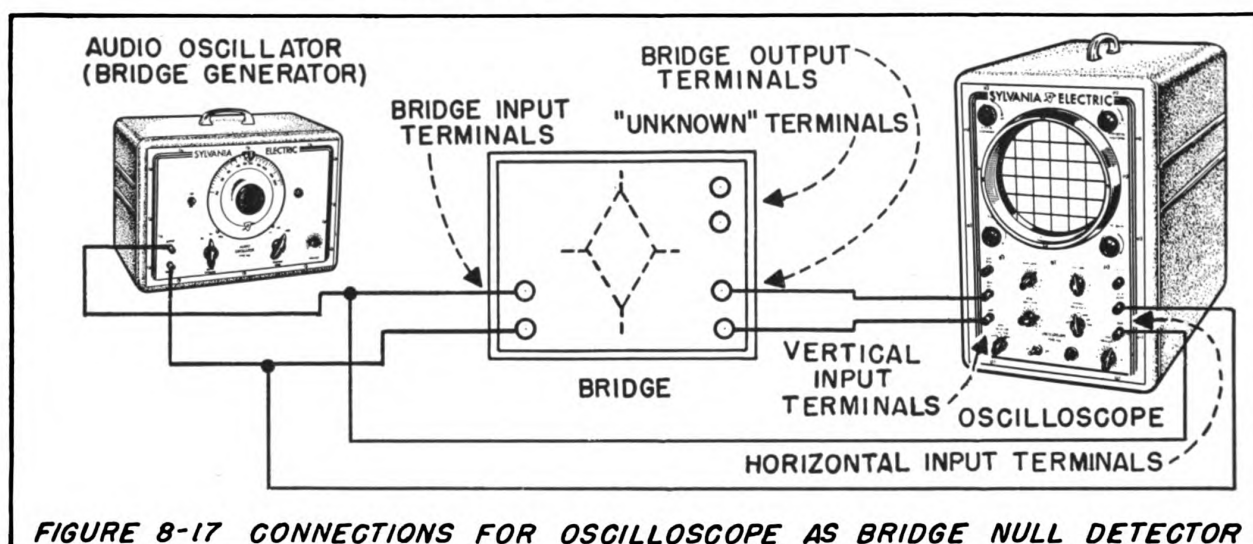 AUDIO OSCILLATOR
(BRIDGE GENERATOR)
SYLVANIA ELECTRIC
BRIDGE INPUT
TERMINALS
BRIDGE OUTPUT
TERMINALS
"UNKNOWN" TERMINALS
SYLVANIA ELECTRIC
BRIDGE
VERTICAL
INPUT
TERMINALS
OSCILLOSCOPE
HORIZONTAL INPUT TERMINALS
FIGURE 8-17 CONNECTIONS FOR OSCILLOSCOPE AS BRIDGE NULL DETECTOR